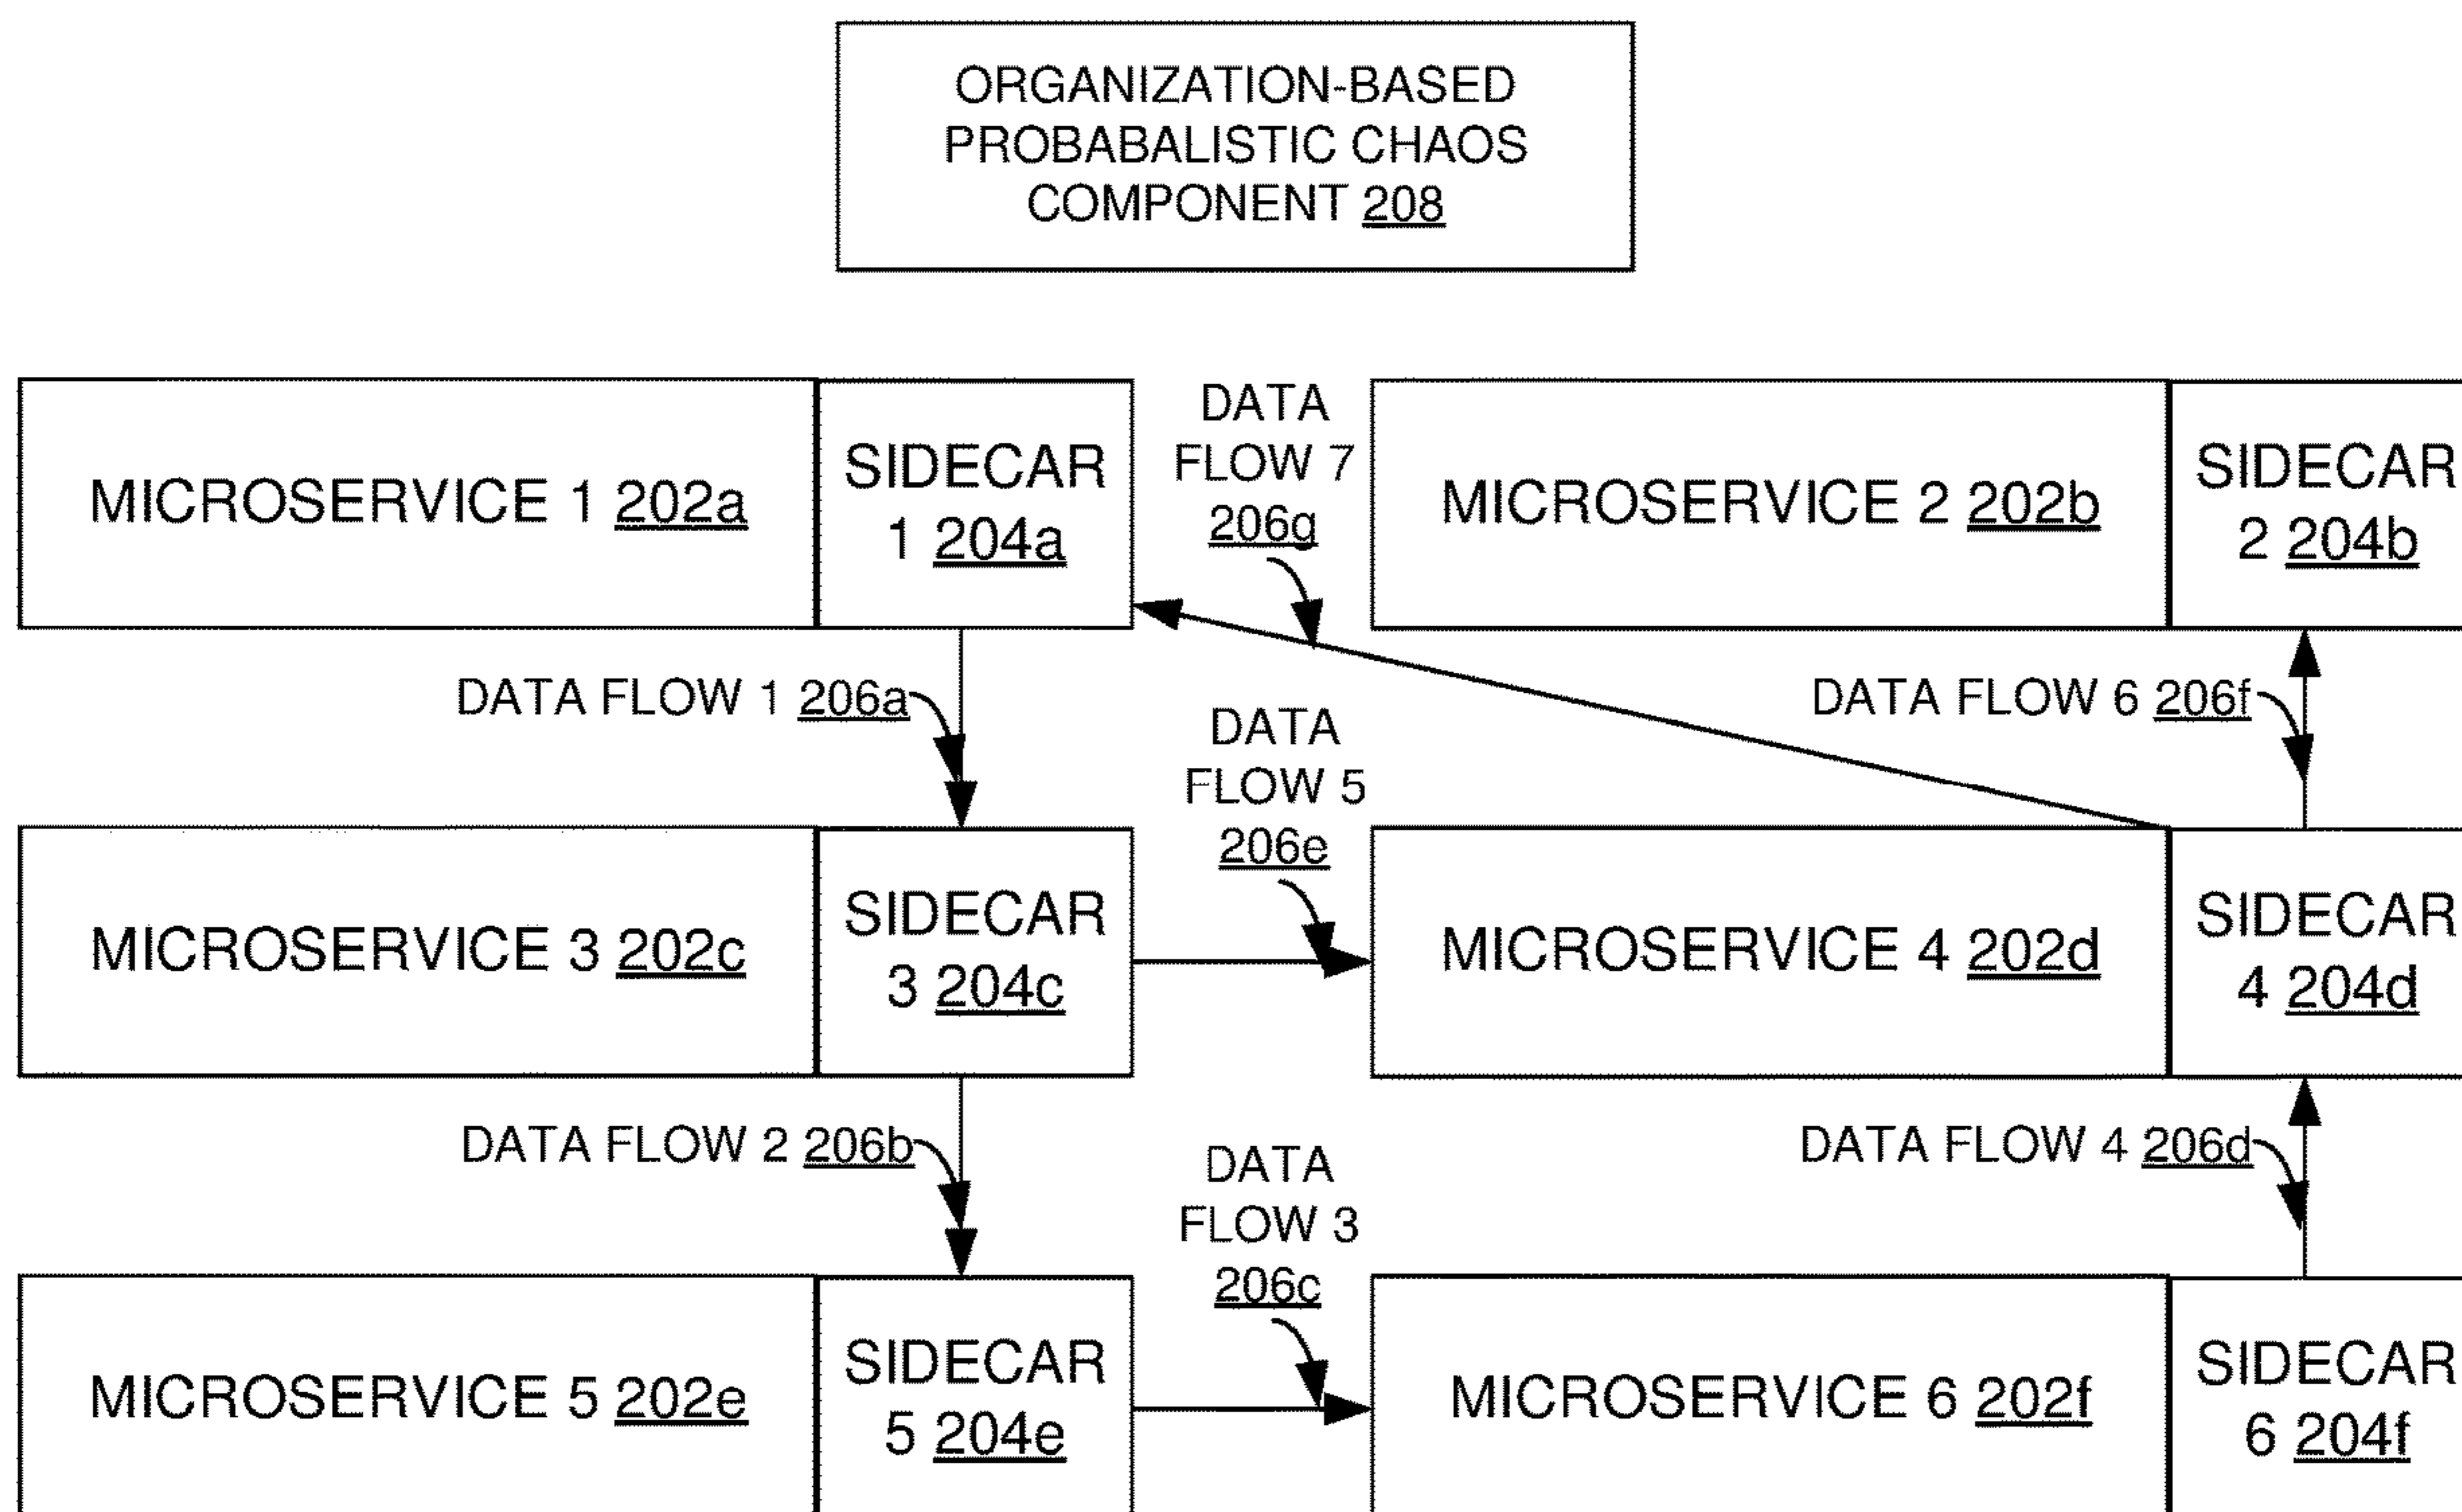 ORGANIZATION-BASED
PROBABALISTIC CHAOS
COMPONENT 208
MICROSERVICE 1 202a
SIDECAR
1 204a
DATA
FLOW 7
206g
MICROSERVICE 2 202b
SIDECAR
2 204b
DATA FLOW 1 206a
DATA FLOW 6 206f
DATA
FLOW 5
206e
MICROSERVICE 3 202c
SIDECAR
3 204c
MICROSERVICE 4 202d
SIDECAR
4 204d
DATA FLOW 2 206b
DATA FLOW 4 206d
DATA
FLOW 3
206c
MICROSERVICE 5 202e
SIDECAR
5 204e
MICROSERVICE 6 202f
SIDECAR
6 204f